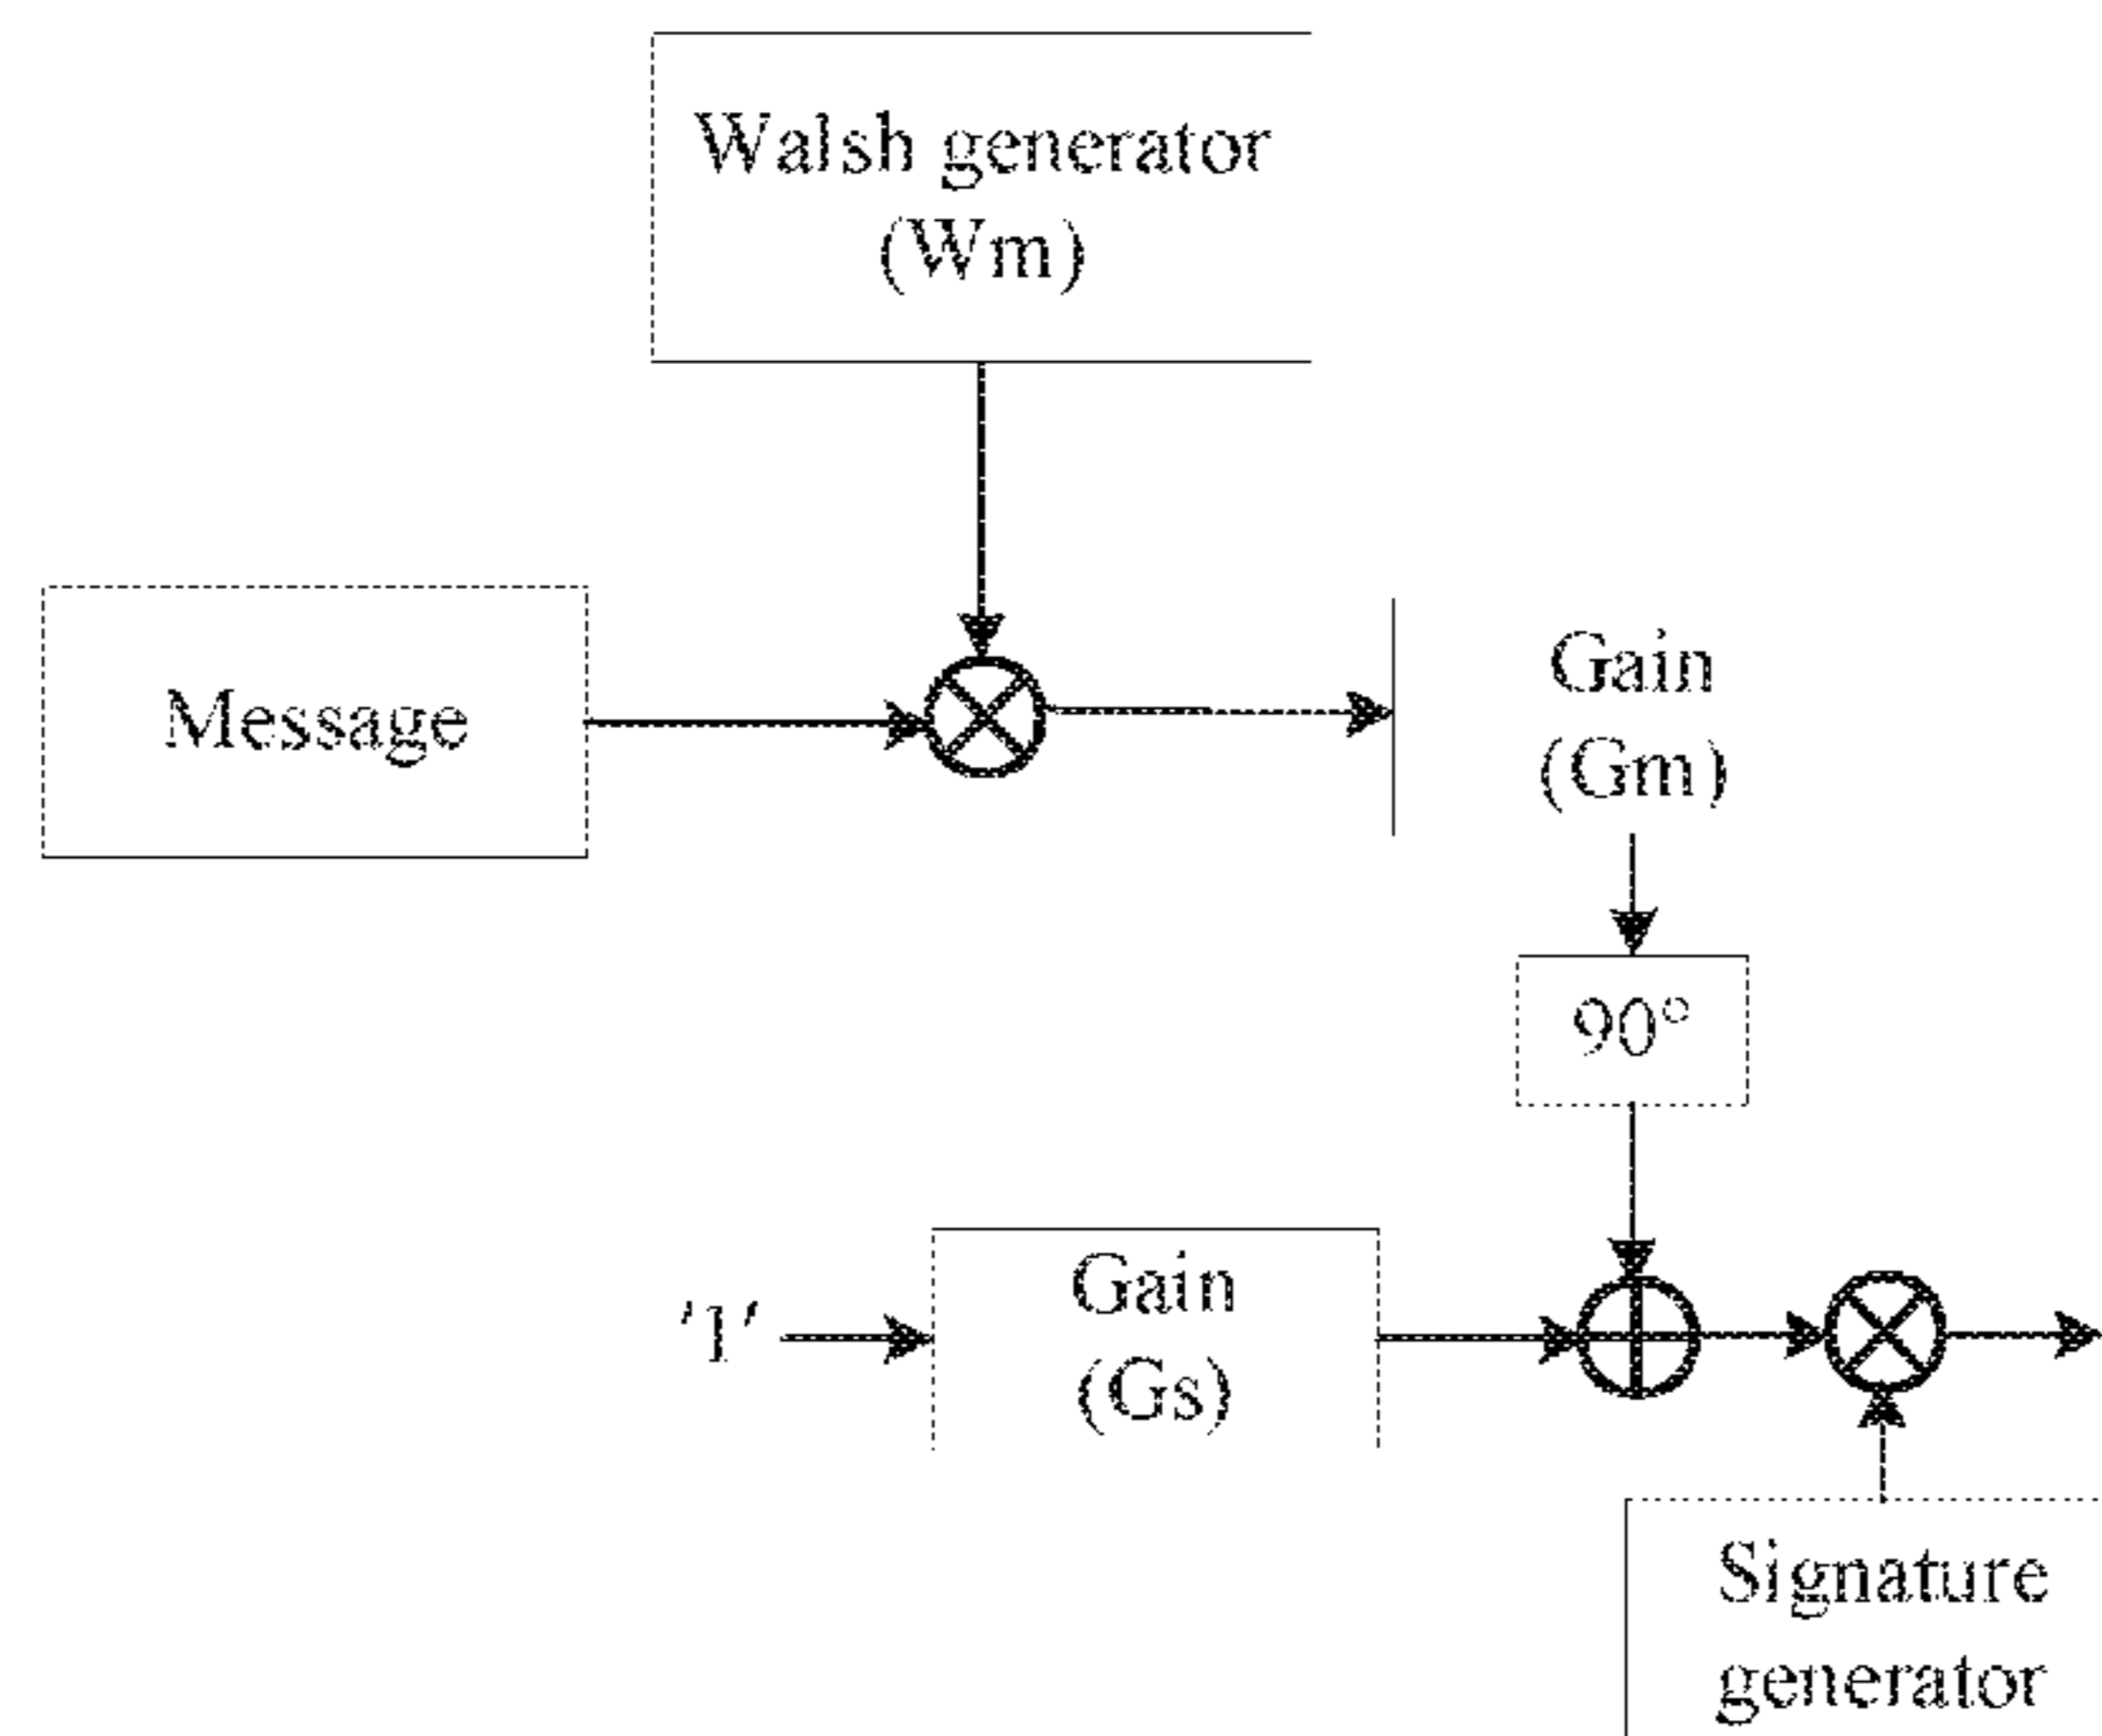 Walsh generator
(Wm)
Message
Gain
(Gm)
90°
'1'
Gain
(Gs)
Signature
generator